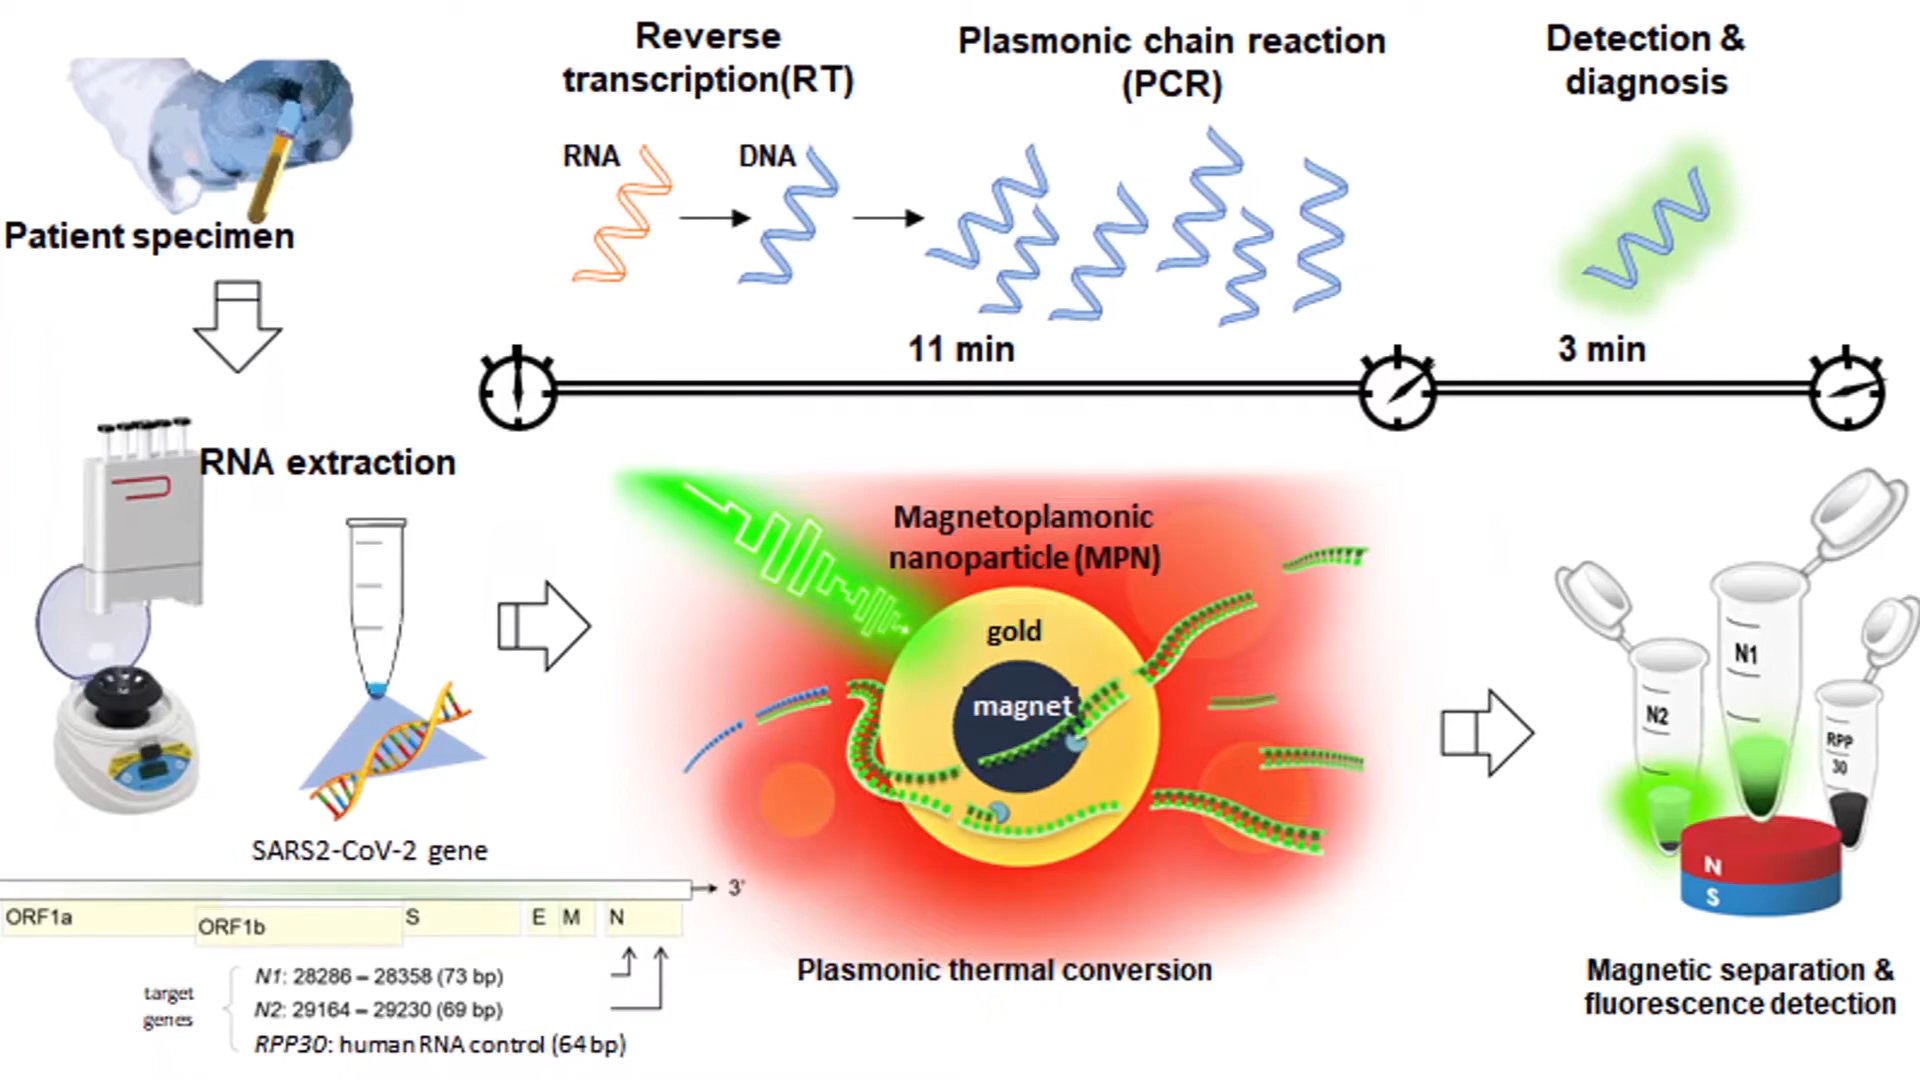 Reverse
transcription(RT)
Plasmonic chain reaction
(PCR)
Detection &
diagnosis
RNA
DNA
Patient specimen
11 min
3 min
RNA extraction
Magnetoplamonic
nanoparticle (MPN)
gold
magnet
N1
N2
RPP
30
N
S
SARS2-CoV-2 gene
3'
ORF1a
ORF1b
S
E
M
N
target
genes
N1: 28286 – 28358 (73 bp)
N2: 29164 – 29230 (69 bp)
RPP30: human RNA control (64 bp)
Plasmonic thermal conversion
Magnetic separation &
fluorescence detection